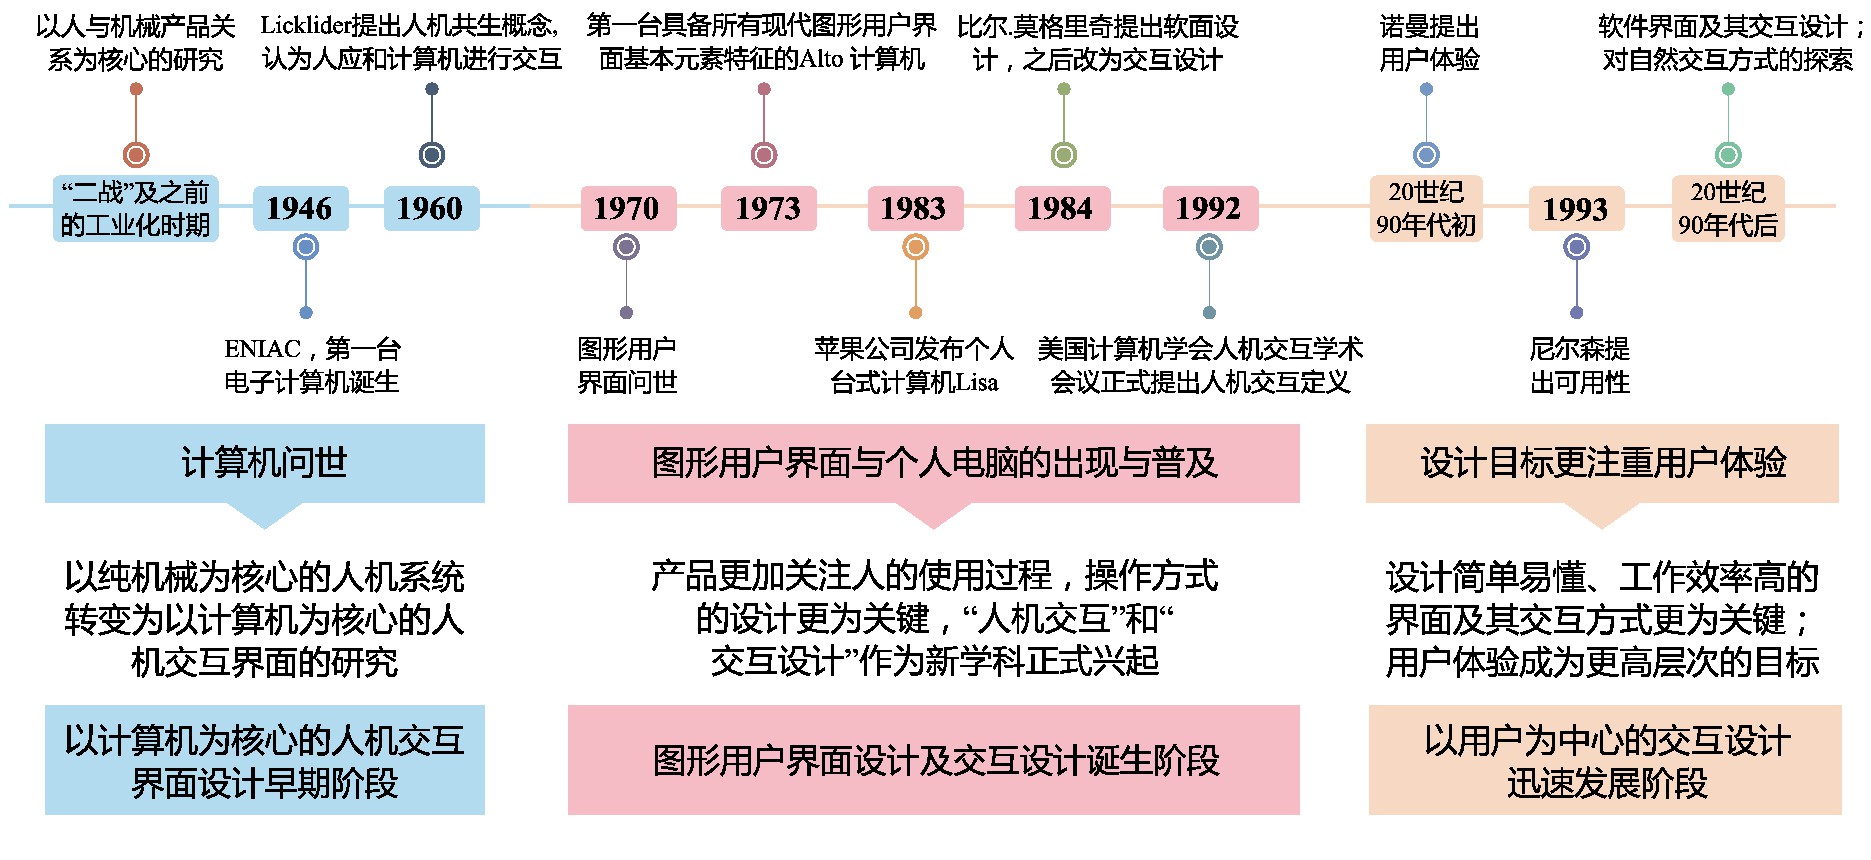 以人与机械产品关
系为核心的研究
Licklider提出人机共生概念,
认为人应和计算机进行交互
第一台具备所有现代图形用户界
面基本元素特征的Alto 计算机
比尔.莫格里奇提出软面设
计，之后改为交互设计
诺曼提出
用户体验
软件界面及其交互设计；
对自然交互方式的探索
“二战”及之前
的工业化时期
1946
1960
1970
1973
1983
1984
1992
20世纪
90年代初
1993
20世纪
90年代后
ENIAC，第一台
电子计算机诞生
图形用户
界面问世
苹果公司发布个人
台式计算机Lisa
美国计算机学会人机交互学术
会议正式提出人机交互定义
尼尔森提
出可用性
计算机问世
图形用户界面与个人电脑的出现与普及
设计目标更注重用户体验
以纯机械为核心的人机系统
转变为以计算机为核心的人
机交互界面的研究
产品更加关注人的使用过程，操作方式
的设计更为关键，“人机交互”和“
交互设计”作为新学科正式兴起
设计简单易懂、工作效率高的
界面及其交互方式更为关键；
用户体验成为更高层次的目标
以计算机为核心的人机交互
界面设计早期阶段
图形用户界面设计及交互设计诞生阶段
以用户为中心的交互设计
迅速发展阶段